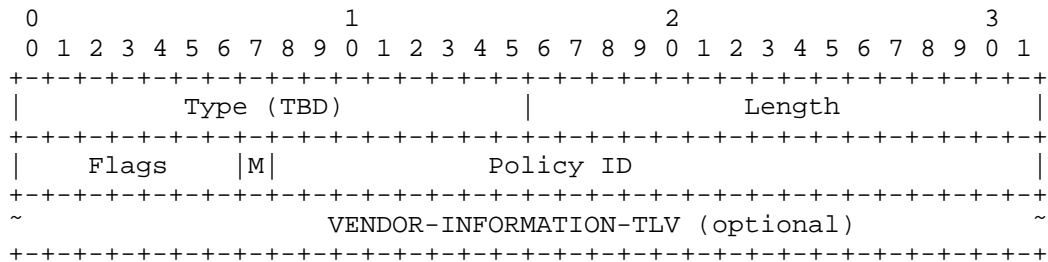 0                   1                   2                   3
 0 1 2 3 4 5 6 7 8 9 0 1 2 3 4 5 6 7 8 9 0 1 2 3 4 5 6 7 8 9 0 1
+-+-+-+-+-+-+-+-+-+-+-+-+-+-+-+-+-+-+-+-+-+-+-+-+-+-+-+-+-+-+-+-+
|          Type (TBD)           |             Length            |
+-+-+-+-+-+-+-+-+-+-+-+-+-+-+-+-+-+-+-+-+-+-+-+-+-+-+-+-+-+-+-+-+
|    Flags    |M|             Policy ID                         |
+-+-+-+-+-+-+-+-+-+-+-+-+-+-+-+-+-+-+-+-+-+-+-+-+-+-+-+-+-+-+-+-+
~                   VENDOR-INFORMATION-TLV (optional)           ~
+-+-+-+-+-+-+-+-+-+-+-+-+-+-+-+-+-+-+-+-+-+-+-+-+-+-+-+-+-+-+-+-+